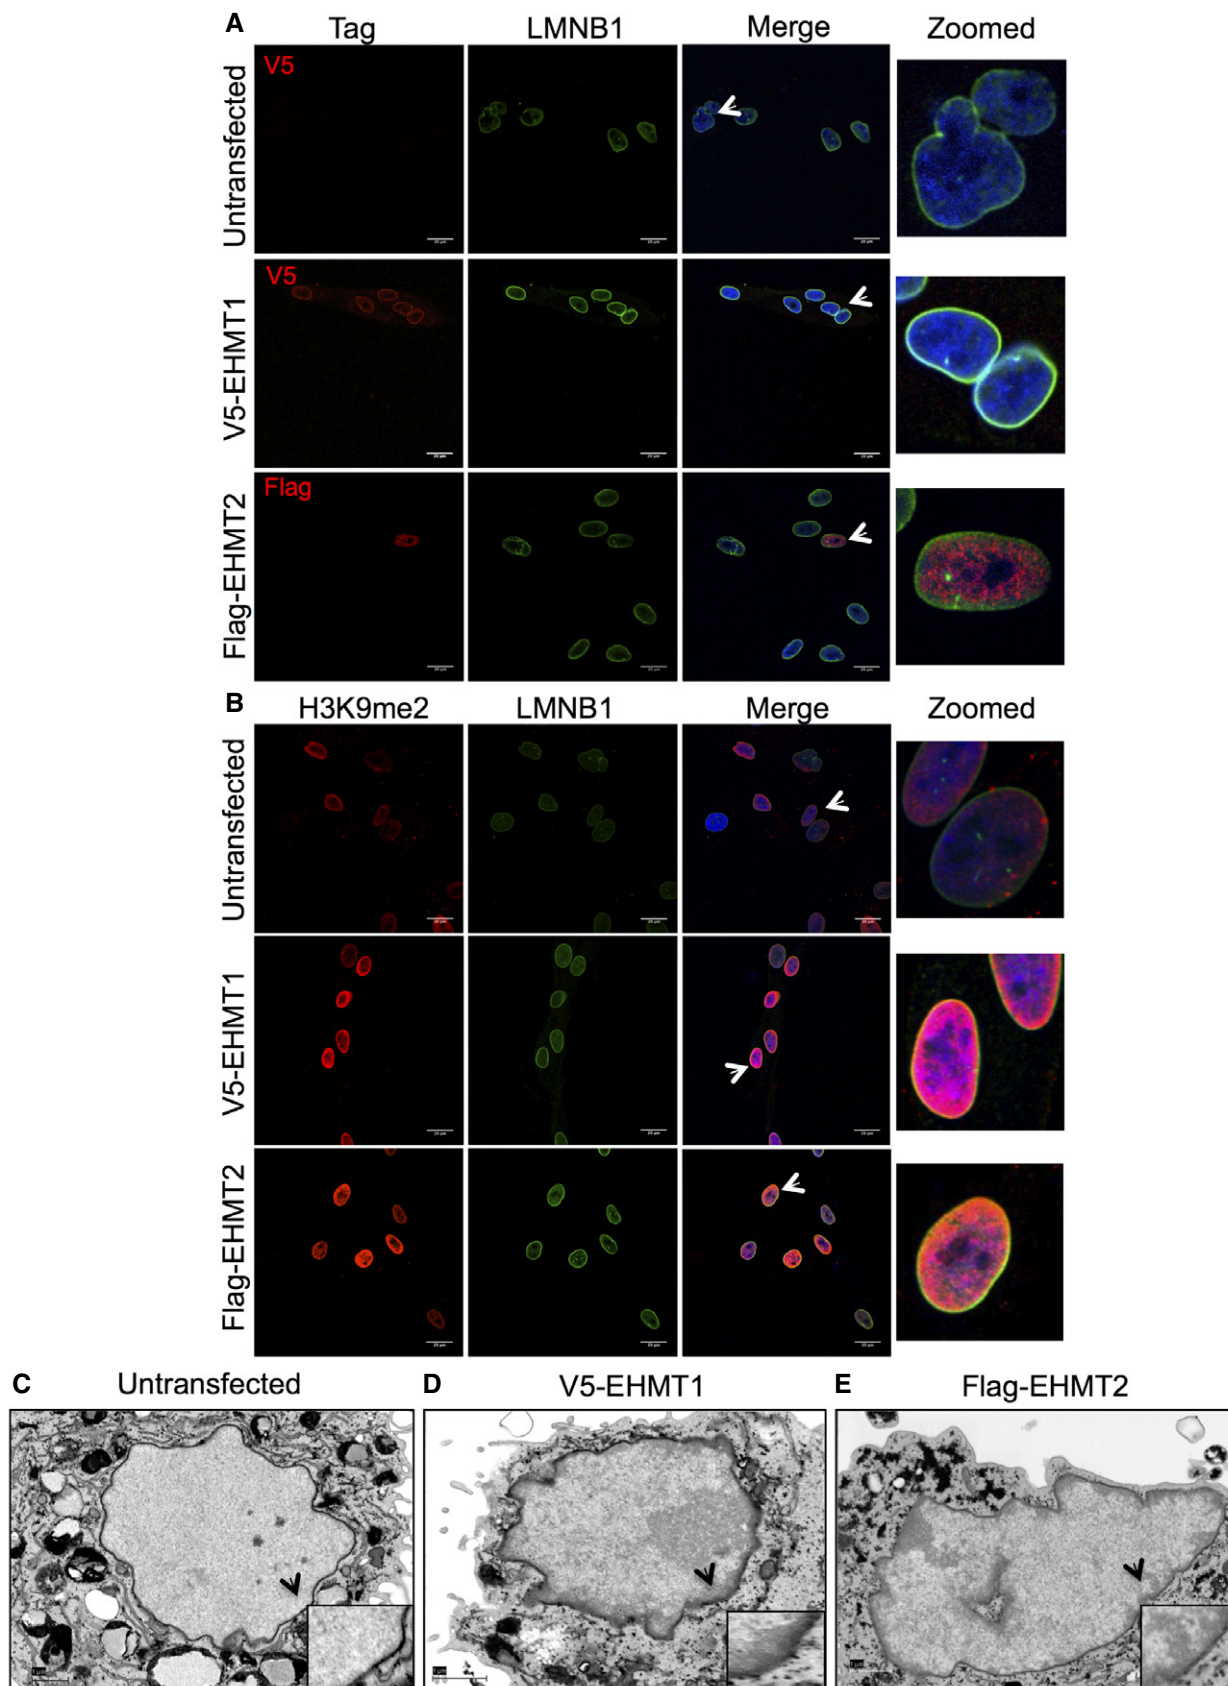 A
Tag LMNB1 Merge Zoomed
Untrasfected
V5
V5-EHMT1
V5
Flag-EHMT2
Flag
B
H3K9me2 LMNB1 Merge Zoomed
Untransfected
V5-EHMT1
Flag-EHMT2
C Untransfected D V5-EHMT1 E Flag-EHMT2